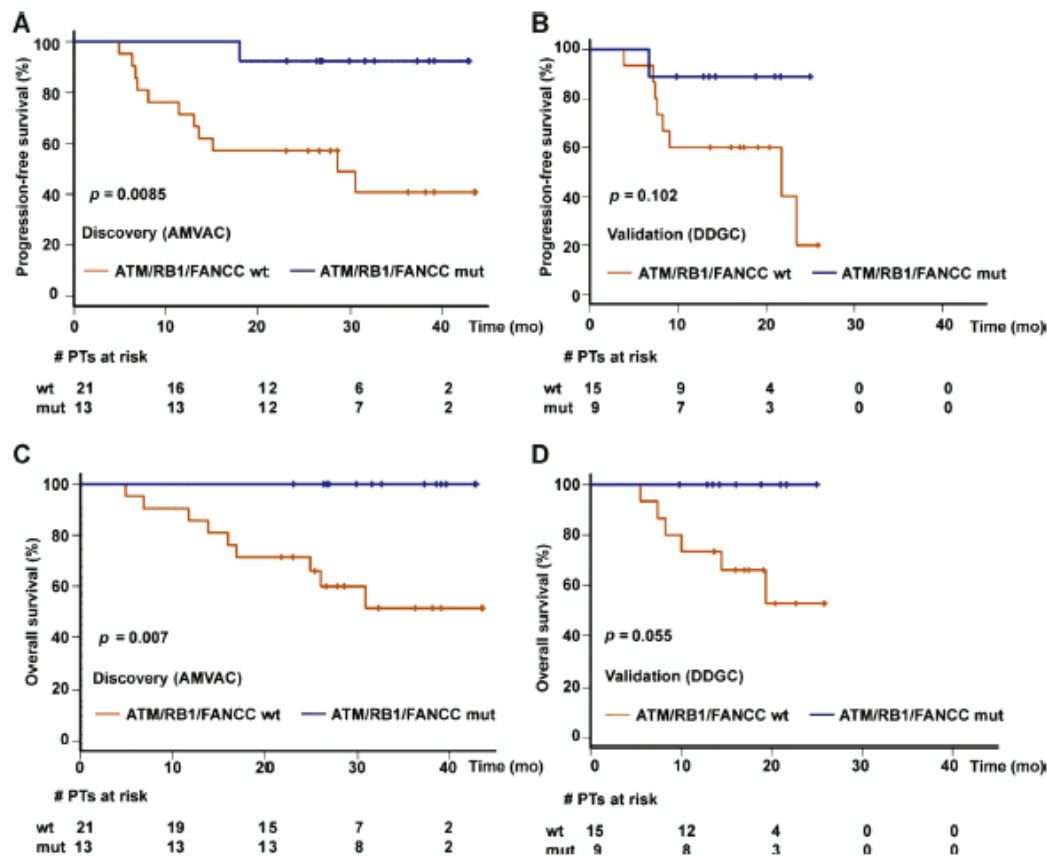 A
Progression-free survival (%)
100
80
60
40
20
0
p = 0.0085
Discovery (AMVAC)
ATM/RB1/FANCC wt
ATM/RB1/FANCC mut
0 10 20 30 40 Time (mo)
# PTs at risk
wt 21 16 12 6 2
mut 13 13 12 7 2
B
Progression-free survival (%)
100
80
60
40
20
0
p = 0.102
Validation (DDGC)
ATM/RB1/FANCC wt
ATM/RB1/FANCC mut
0 10 20 30 40 Time (mo)
# PTs at risk
wt 15 9 4 0 0
mut 9 7 3 0 0
C
Overall survival (%)
100
80
60
40
20
0
p = 0.007
Discovery (AMVAC)
ATM/RB1/FANCC wt
ATM/RB1/FANCC mut
0 10 20 30 40 Time (mo)
# PTs at risk
wt 21 19 15 7 2
mut 13 13 13 8 2
D
Overall survival (%)
100
80
60
40
20
0
p = 0.055
Validation (DDGC)
ATM/RB1/FANCC wt
ATM/RB1/FANCC mut
0 10 20 30 40 Time (mo)
# PTs at risk
wt 15 12 4 0 0
mut 9 8 3 0 0